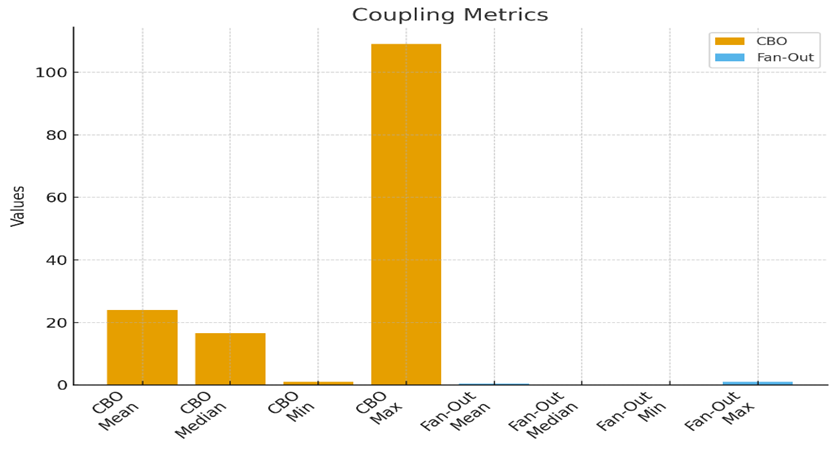 Coupling Metrics
CBO
Fan-Out
Values
100
80
60
40
20
0
CBO
Mean
CBO
Median
CBO
Min
CBO
Max
Fan-Out
Mean
Fan-Out
Median
Fan-Out
Min
Fan-Out
Max